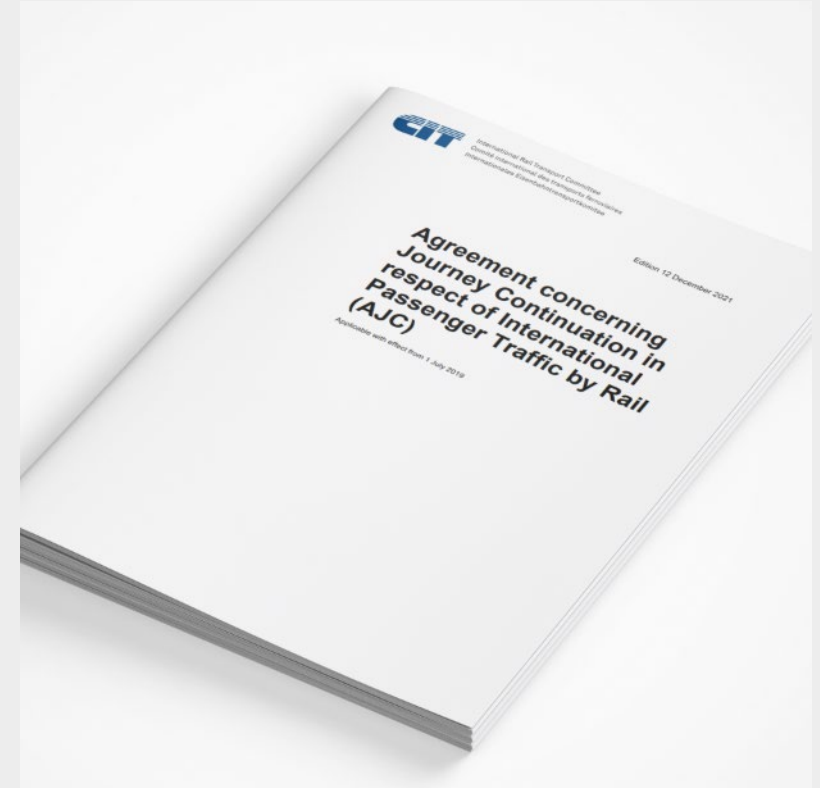 CIT
International Rail Transport Committee
Comité international des transports ferroviaires
Internationales Eisenbahntransportkomitee
Edition 12 December 2021
Agreement concerning
Journey Continuation in
respect of International
Passenger Traffic by Rail
(AJC)
Applicable with effect from 1 July 2019